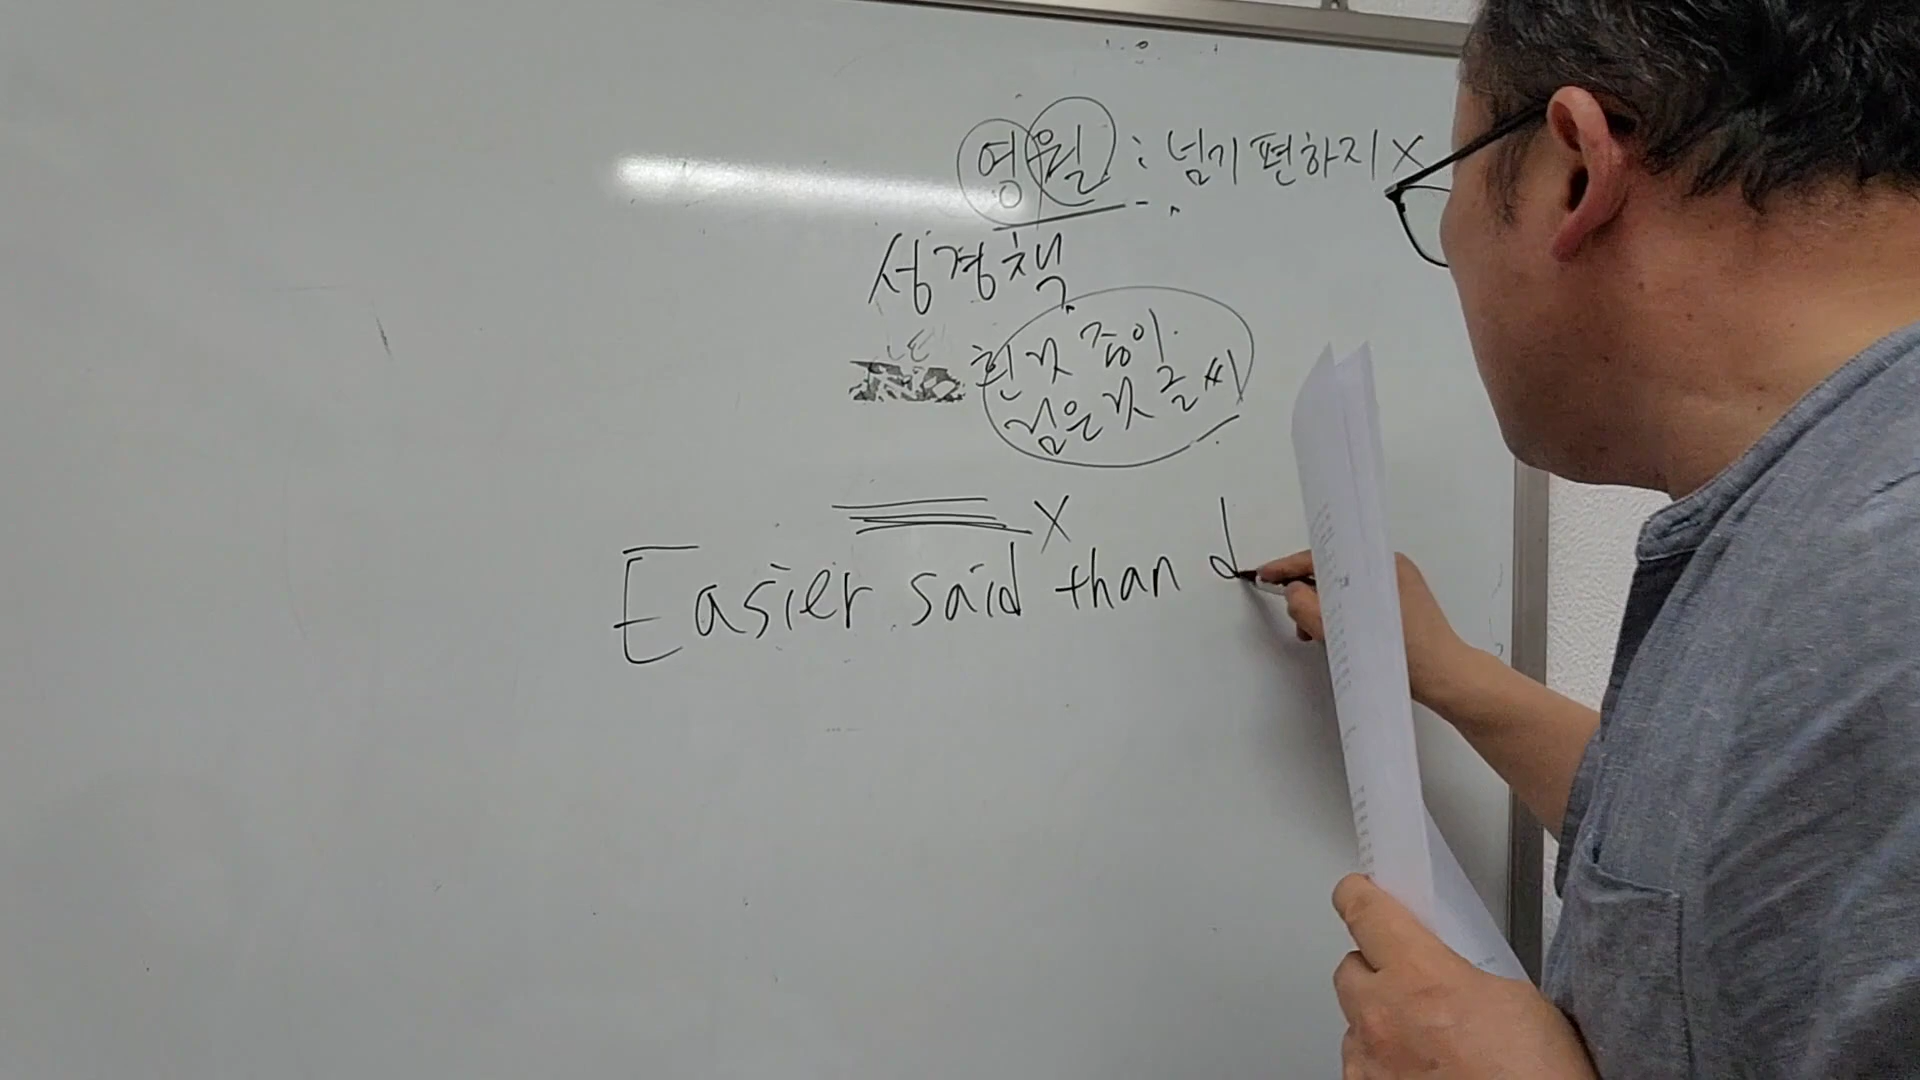 영월 : 넘기편하지 X
성경책
흰것 종이
검은것 글씨
X
Easier said than d